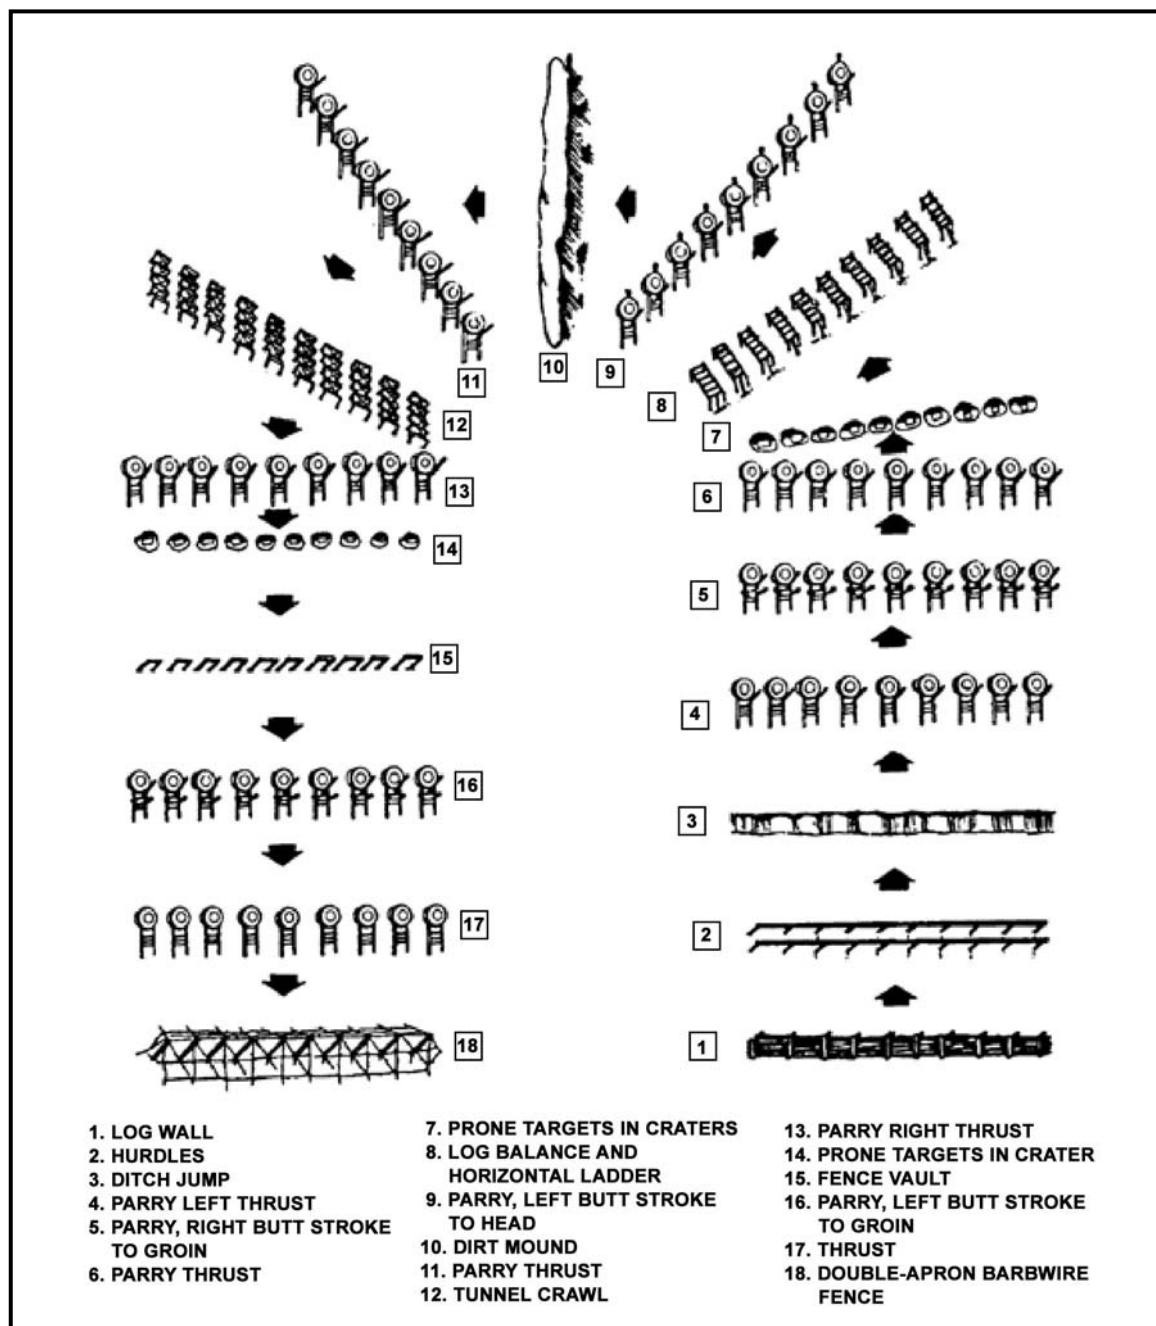 11
10
9
8
12
7
13
6
14
5
15
4
16
3
17
2
18
1
1. LOG WALL
2. HURDLES
3. DITCH JUMP
4. PARRY LEFT THRUST
5. PARRY, RIGHT BUTT STROKE
TO GROIN
6. PARRY THRUST
7. PRONE TARGETS IN CRATERS
8. LOG BALANCE AND
HORIZONTAL LADDER
9. PARRY, LEFT BUTT STROKE
TO HEAD
10. DIRT MOUND
11. PARRY THRUST
12. TUNNEL CRAWL
13. PARRY RIGHT THRUST
14. PRONE TARGETS IN CRATER
15. FENCE VAULT
16. PARRY, LEFT BUTT STROKE
TO GROIN
17. THRUST
18. DOUBLE-APRON BARBWIRE
FENCE